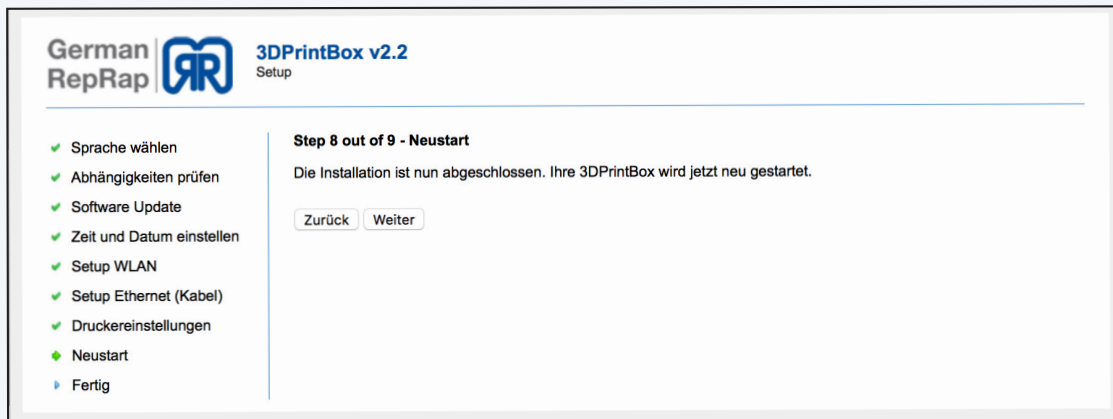 German
RepRap
3DPrintBox v2.2
Setup
Sprache wählen
Abhängigkeiten prüfen
Software Update
Zeit und Datum einstellen
Setup WLAN
Setup Ethernet (Kabel)
Druckereinstellungen
Neustart
Fertig
Step 8 out of 9 - Neustart
Die Installation ist nun abgeschlossen. Ihre 3DPrintBox wird jetzt neu gestartet.
Zurück Weiter